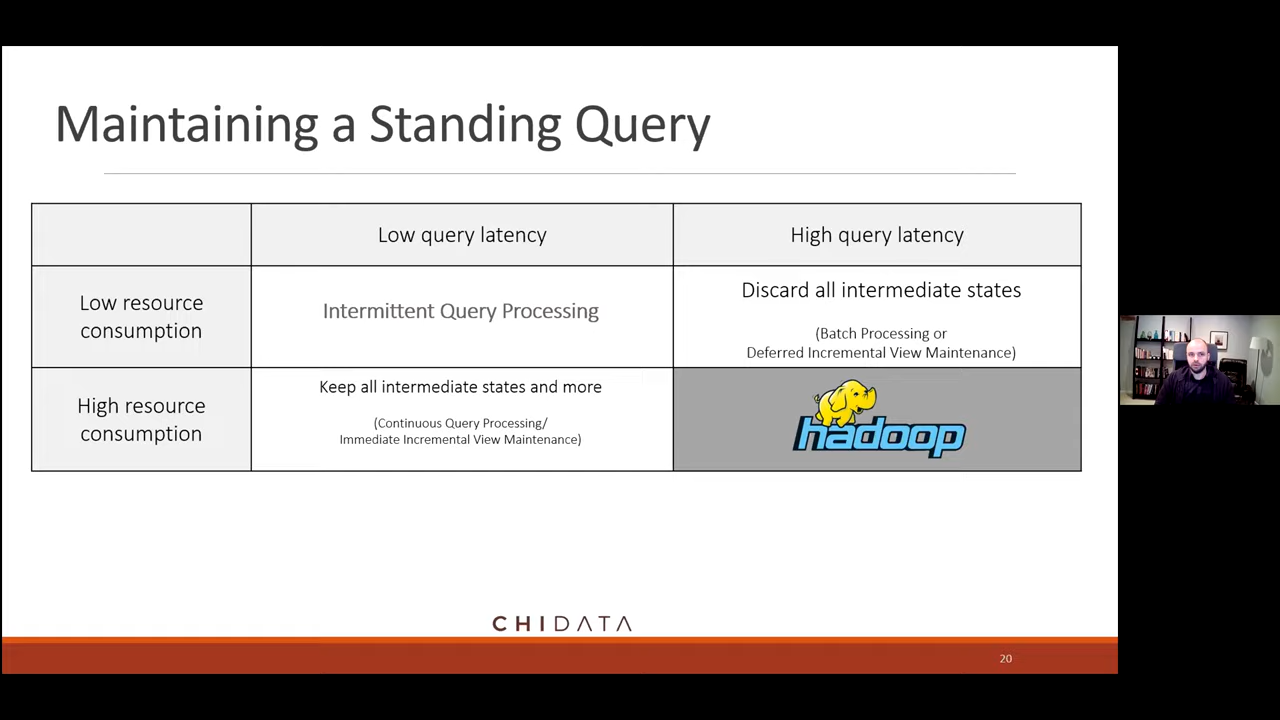 Maintaining a Standing Query
Low query latency
High query latency
Low resource
consumption
Intermittent Query Processing
Discard all intermediate states
(Batch Processing or
Deferred Incremental View Maintenance)
High resource
consumption
Keep all intermediate states and more
(Continuous Query Processing/
Immediate Incremental View Maintenance)
hadoop
CHIDATA
20